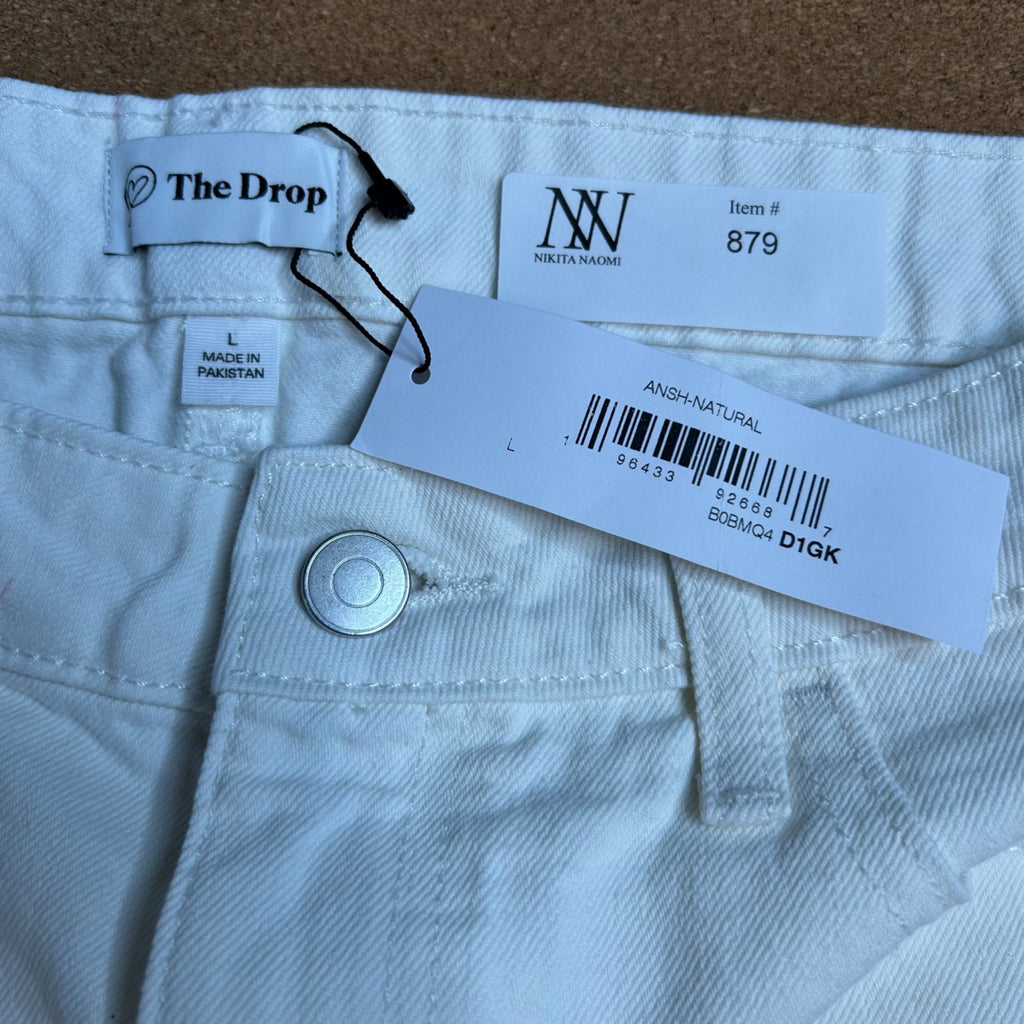 The Drop
NN
NIKITA NAOMI
Item #
879
L
MADE IN
PAKISTAN
ANSH-NATURAL
L
1 96433 92668 7
B0BMQ4 D1GK